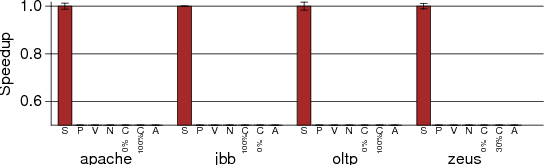 Speedup
1.0
0.8
0.6
S P V N C C A S P V N C C A S P V N C C A S P V N C C A
0% 100% 100% 0% 0% 100% 0% 30%
apache jbb oltp zeus